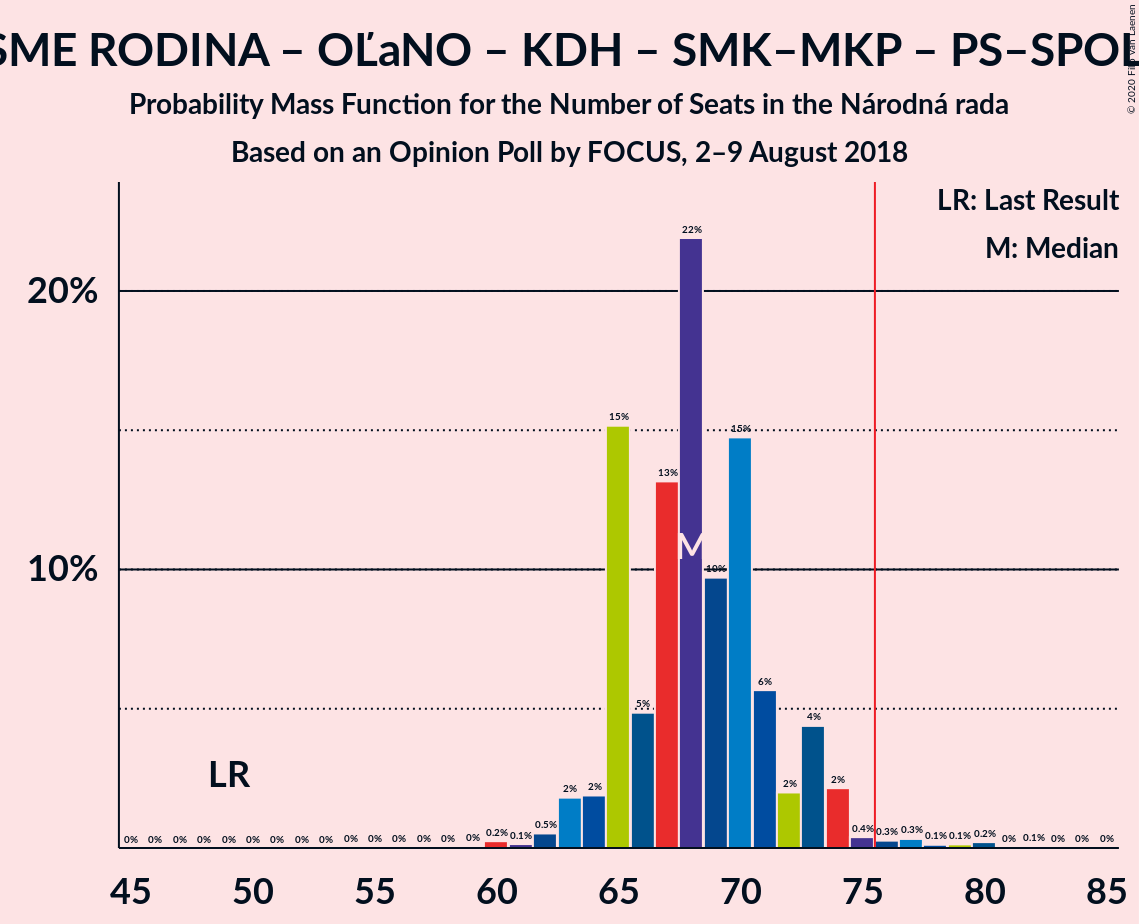 SME RODINA – OĽaNO – KDH – SMK–MKP – PS–SPOL
Probability Mass Function for the Number of Seats in the Národná rada
Based on an Opinion Poll by FOCUS, 2–9 August 2018
© 2020 Filip van Laenen
LR: Last Result
M: Median
22%
20%
15%
15%
13%
M
10%
10%
6%
5%
4%
LR
2%
2%
2%
2%
0% 0% 0% 0% 0% 0% 0% 0% 0% 0% 0% 0% 0% 0% 0% 0.2% 0.1% 0.5% 0.4% 0.3% 0.3% 0.1% 0.1% 0.2% 0% 0.1% 0% 0% 0%
45 50 55 60 65 70 75 80 85